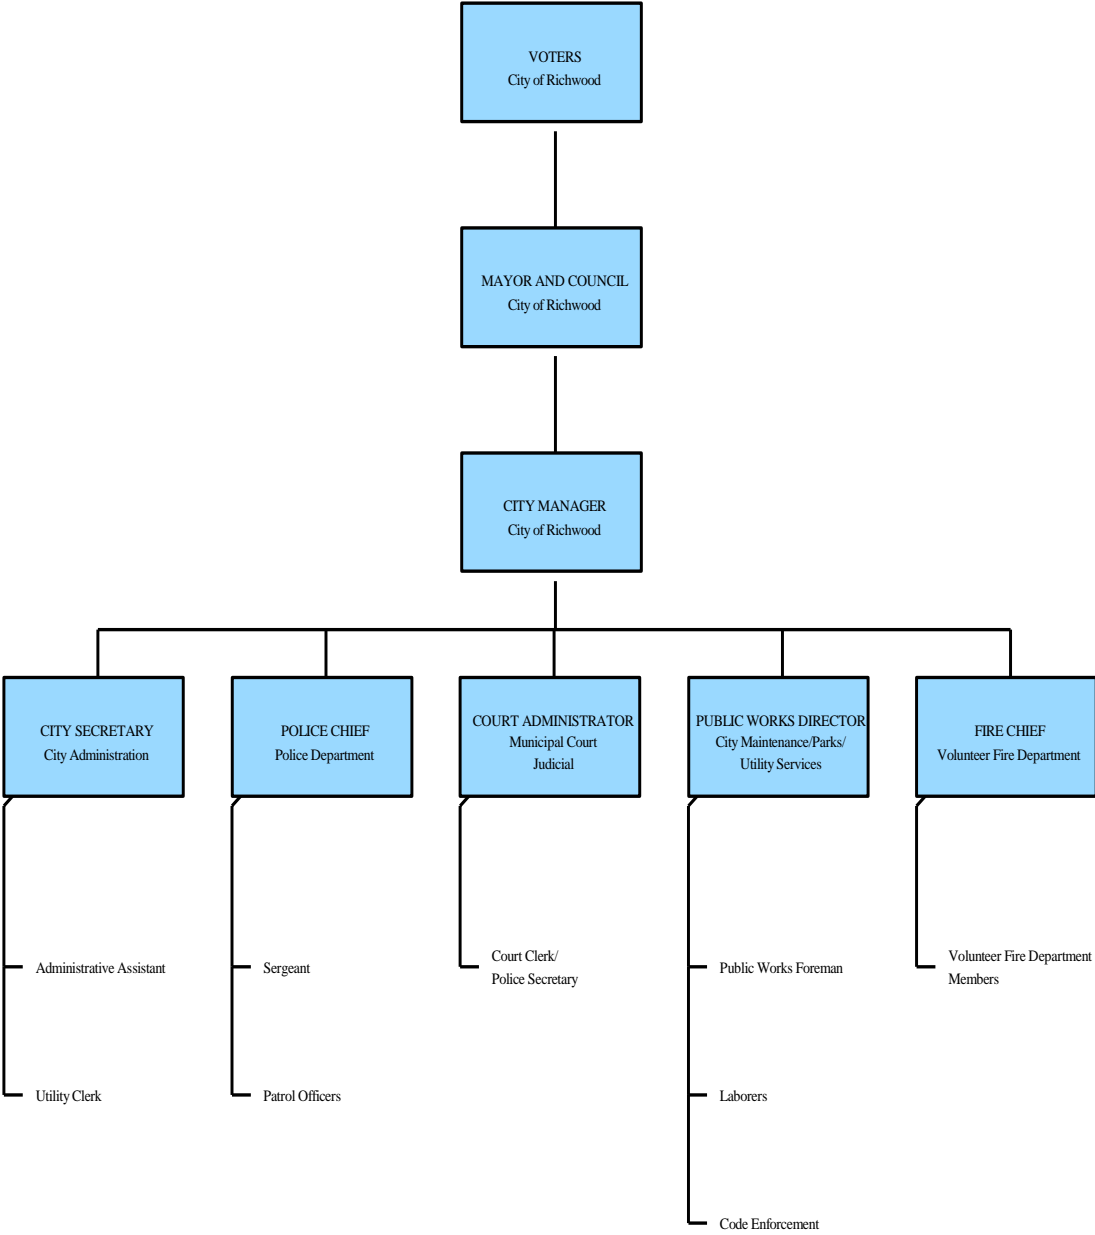 VOTERS
City of Richwood
MAYOR AND COUNCIL
City of Richwood
CITY MANAGER
City of Richwood
CITY SECRETARY
City Administration
POLICE CHIEF
Police Department
COURT ADMINISTRATOR
Municipal Court
Judicial
PUBLIC WORKS DIRECTOR
City Maintenance/Parks/
Utility Services
FIRE CHIEF
Volunteer Fire Department
Administrative Assistant
Utility Clerk
Sergeant
Patrol Officers
Court Clerk/
Police Secretary
Public Works Foreman
Laborers
Code Enforcement
Volunteer Fire Department
Members